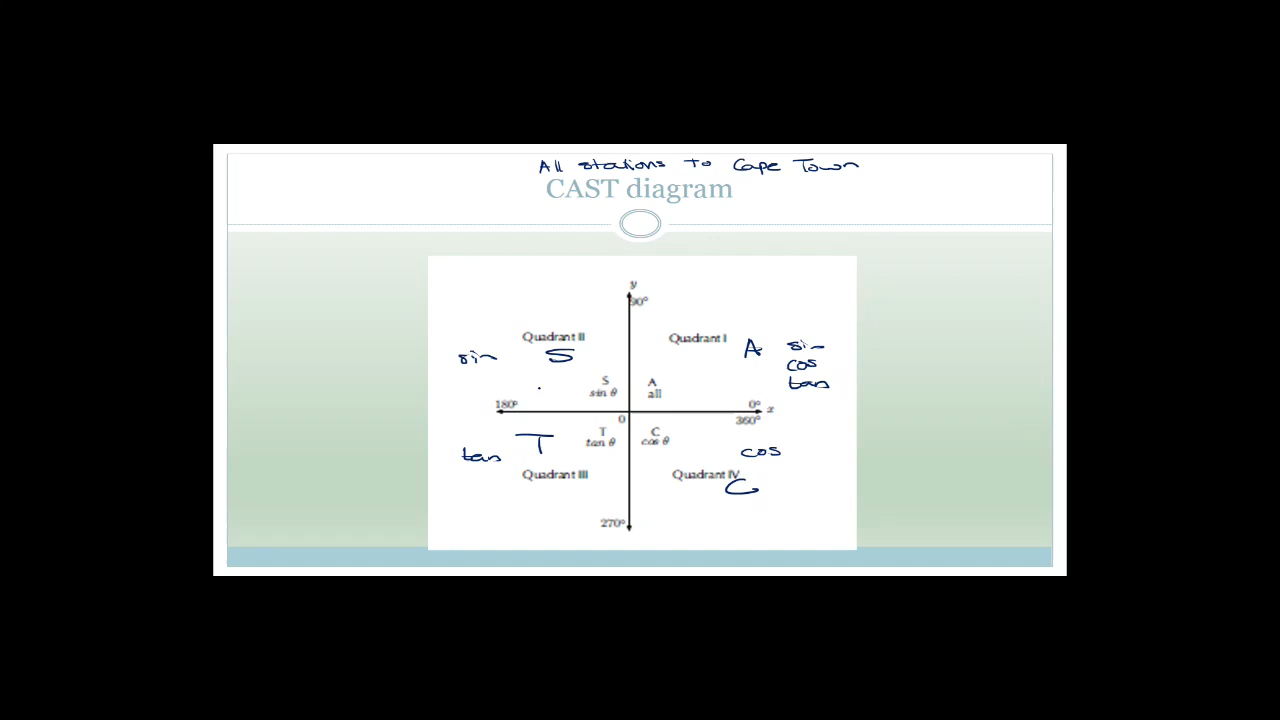 All stations to Cape Town
CAST diagram
y
90°
Quadrant II
Quadrant I
sin
S
A
sin
cos
tan
S
sin θ
A
all
180°
0°
x
0
360°
T
tan θ
C
cos θ
tan
T
cos
Quadrant III
Quadrant IV
C
270°